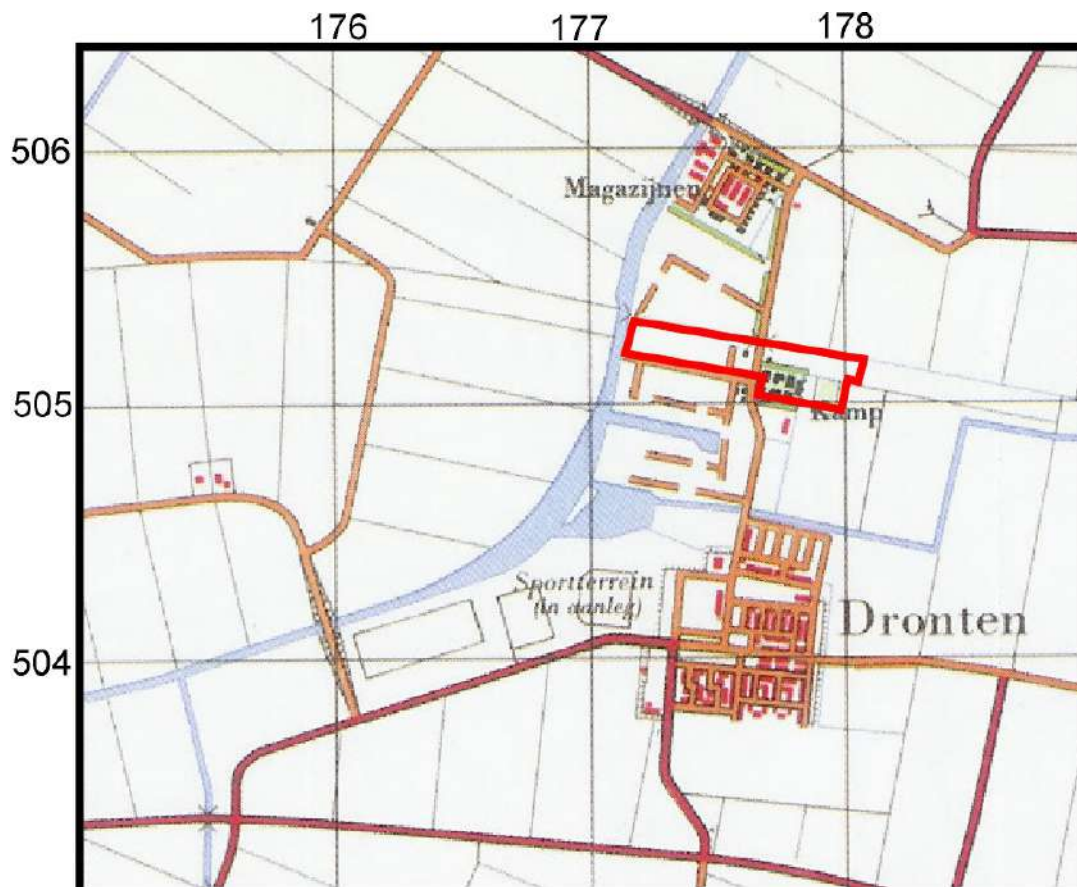 176 177 178
506
Magazijnen
505
Kamp
Sportterrein
(in aanleg)
Dronten
504